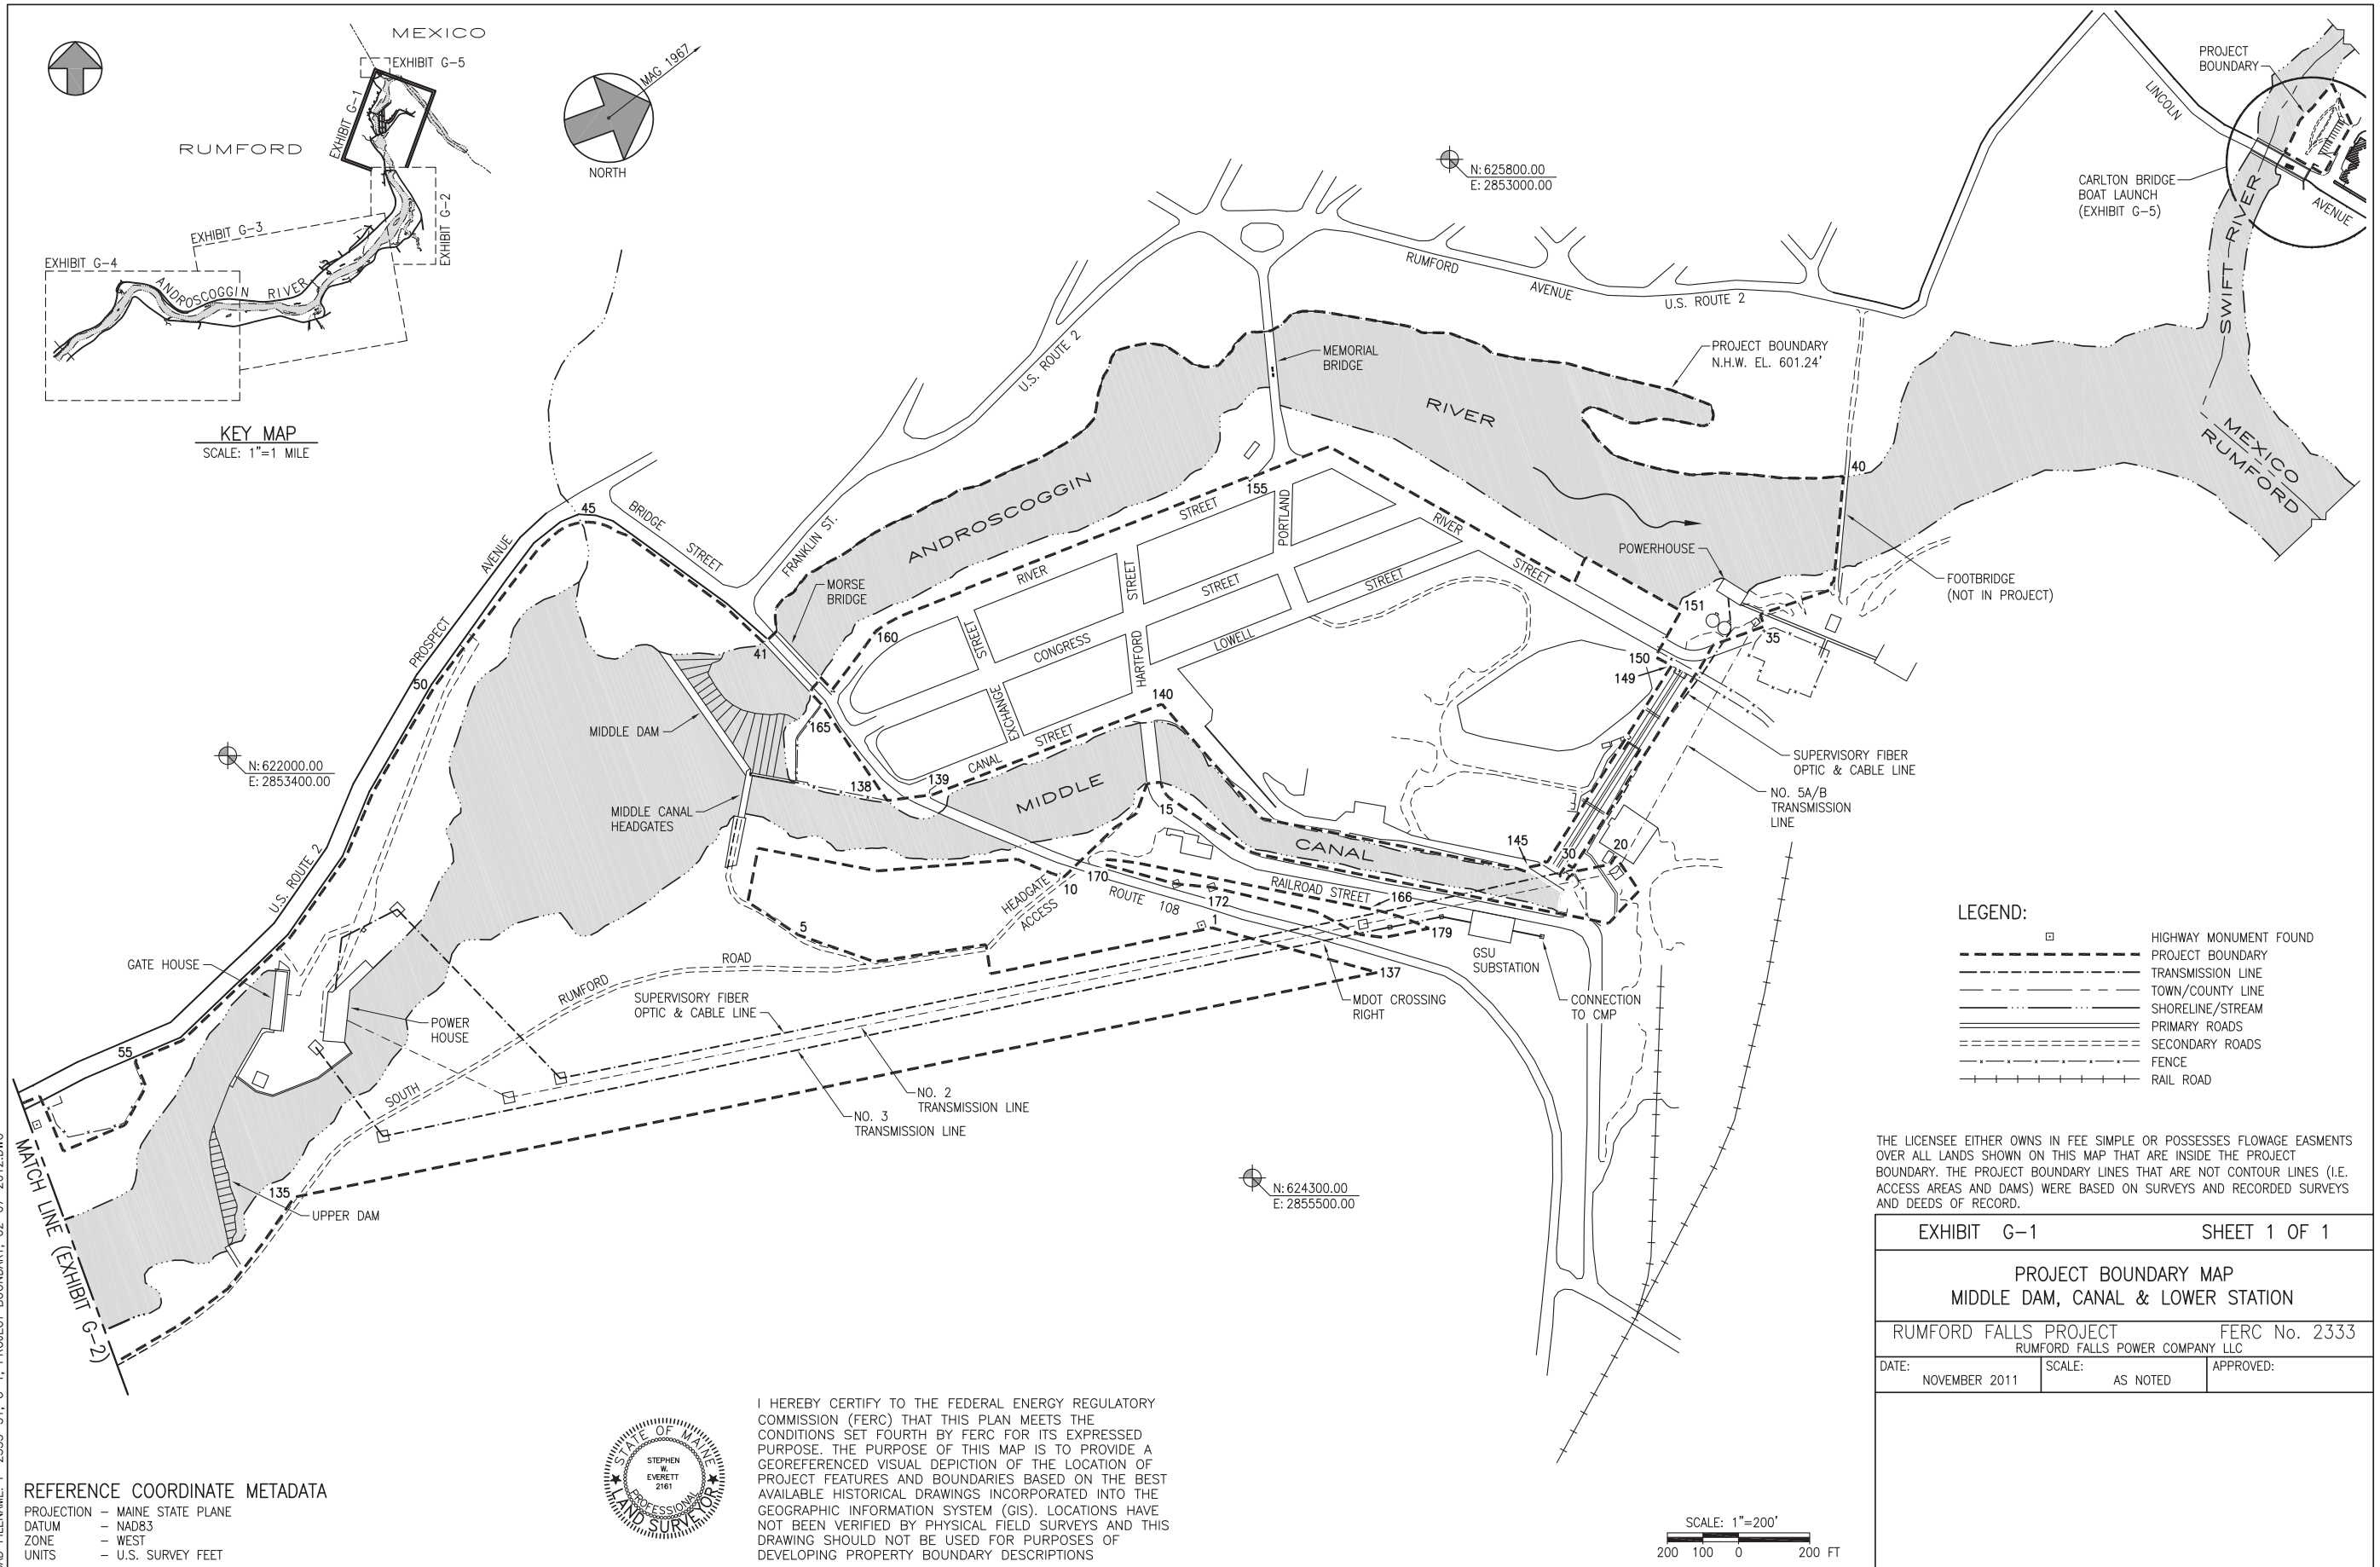 MEXICO
EXHIBIT G-5
EXHIBIT G-1
RUMFORD
EXHIBIT G-2
EXHIBIT G-3
EXHIBIT G-4
ANDROSCOGGIN RIVER
KEY MAP
SCALE: 1"=1 MILE
MAG 1967
NORTH
N: 625800.00
E: 2853000.00
PROJECT
BOUNDARY
LINCOLN
AVENUE
CARLTON BRIDGE
BOAT LAUNCH
(EXHIBIT G-5)
SWIFT RIVER
MEXICO
RUMFORD
RUMFORD
AVENUE
U.S. ROUTE 2
U.S. ROUTE 2
MEMORIAL
BRIDGE
PROJECT BOUNDARY
N.H.W. EL. 601.24'
RIVER
ANDROSCOGGIN
40
45
BRIDGE
STREET
FRANKLIN ST.
AVENUE
PROSPECT
50
U.S. ROUTE 2
MORSE
BRIDGE
41
160
155
STREET
RIVER
PORTLAND
STREET
STREET
CONGRESS
STREET
HARTFORD
LOWELL
STREET
RIVER
STREET
EXCHANGE
STREET
CANAL
STREET
140
POWERHOUSE
FOOTBRIDGE
(NOT IN PROJECT)
151
35
150
149
MIDDLE DAM
165
138
139
MIDDLE
CANAL
MIDDLE CANAL
HEADGATES
N: 622000.00
E: 2853400.00
SUPERVISORY FIBER
OPTIC & CABLE LINE
NO. 5A/B
TRANSMISSION
LINE
15
145
30
20
10
170
HEADGATE
ACCESS
ROUTE 108
RAILROAD STREET
166
172
1
179
137
5
ROAD
RUMFORD
SOUTH
GSU
SUBSTATION
CONNECTION
TO CMP
MDOT CROSSING
RIGHT
SUPERVISORY FIBER
OPTIC & CABLE LINE
NO. 2
TRANSMISSION LINE
NO. 3
TRANSMISSION LINE
GATE HOUSE
POWER
HOUSE
55
135
UPPER DAM
MATCH LINE (EXHIBIT G-2)
N: 624300.00
E: 2855500.00
LEGEND:
HIGHWAY MONUMENT FOUND
PROJECT BOUNDARY
TRANSMISSION LINE
TOWN/COUNTY LINE
SHORELINE/STREAM
PRIMARY ROADS
SECONDARY ROADS
FENCE
RAIL ROAD
THE LICENSEE EITHER OWNS IN FEE SIMPLE OR POSSESSES FLOWAGE EASMENTS
OVER ALL LANDS SHOWN ON THIS MAP THAT ARE INSIDE THE PROJECT
BOUNDARY. THE PROJECT BOUNDARY LINES THAT ARE NOT CONTOUR LINES (I.E.
ACCESS AREAS AND DAMS) WERE BASED ON SURVEYS AND RECORDED SURVEYS
AND DEEDS OF RECORD.
EXHIBIT G-1 SHEET 1 OF 1
PROJECT BOUNDARY MAP
MIDDLE DAM, CANAL & LOWER STATION
RUMFORD FALLS PROJECT FERC No. 2333
RUMFORD FALLS POWER COMPANY LLC
DATE: SCALE: APPROVED:
NOVEMBER 2011 AS NOTED
I HEREBY CERTIFY TO THE FEDERAL ENERGY REGULATORY
COMMISSION (FERC) THAT THIS PLAN MEETS THE
CONDITIONS SET FOURTH BY FERC FOR ITS EXPRESSED
PURPOSE. THE PURPOSE OF THIS MAP IS TO PROVIDE A
GEOREFERENCED VISUAL DEPICTION OF THE LOCATION OF
PROJECT FEATURES AND BOUNDARIES BASED ON THE BEST
AVAILABLE HISTORICAL DRAWINGS INCORPORATED INTO THE
GEOGRAPHIC INFORMATION SYSTEM (GIS). LOCATIONS HAVE
NOT BEEN VERIFIED BY PHYSICAL FIELD SURVEYS AND THIS
DRAWING SHOULD NOT BE USED FOR PURPOSES OF
DEVELOPING PROPERTY BOUNDARY DESCRIPTIONS
STATE OF MAINE
STEPHEN
W.
EVERETT
2161
PROFESSIONAL
LAND SURVEYOR
REFERENCE COORDINATE METADATA
PROJECTION - MAINE STATE PLANE
DATUM - NAD83
ZONE - WEST
UNITS - U.S. SURVEY FEET
SCALE: 1"=200'
200 100 0 200 FT